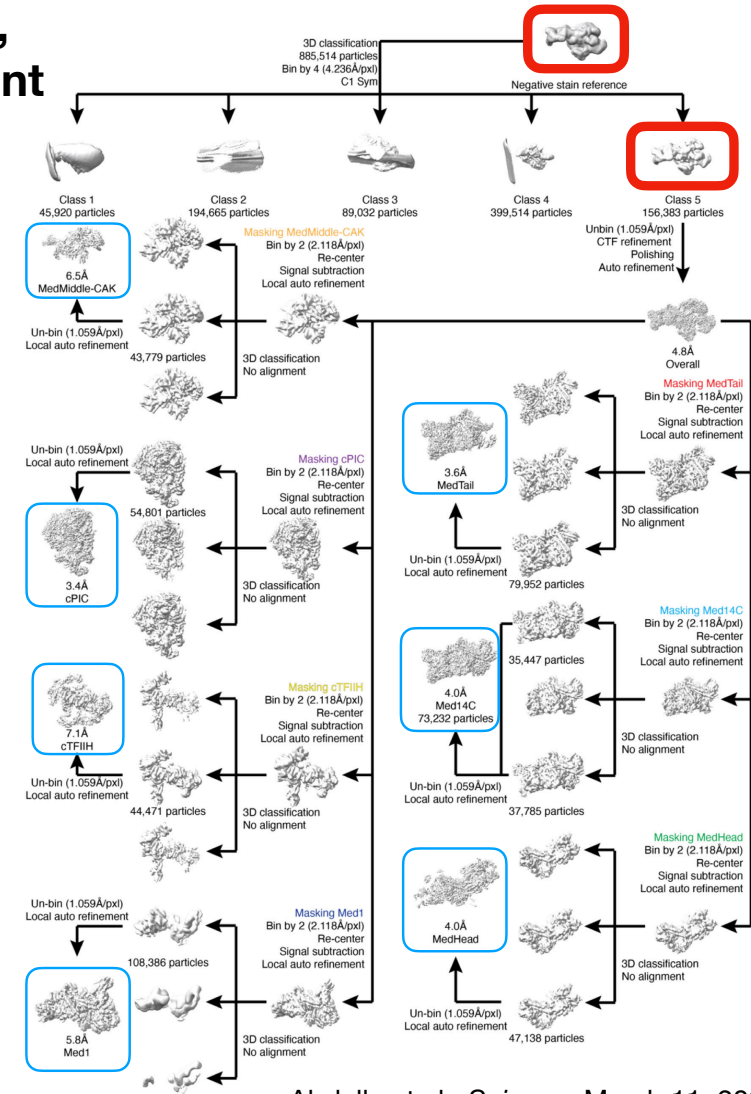 nt
3D classification
885,514 particles
Bin by 4 (4.236Å/pxl)
C1 Sym
Negative stain reference
Class 1
45,920 particles
Class 2
194,665 particles
Class 3
89,032 particles
Class 4
399,514 particles
Class 5
156,383 particles
Unbin (1.059Å/pxl)
CTF refinement
Polishing
Auto refinement
4.8Å
Overall
Masking MedMiddle-CAK
Bin by 2 (2.118Å/pxl)
Re-center
Signal subtraction
Local auto refinement
6.5Å
MedMiddle-CAK
Un-bin (1.059Å/pxl)
Local auto refinement
43,779 particles
3D classification
No alignment
Masking cPIC
Bin by 2 (2.118Å/pxl)
Re-center
Signal subtraction
Local auto refinement
Un-bin (1.059Å/pxl)
Local auto refinement
54,801 particles
3.4Å
cPIC
3D classification
No alignment
Masking cTFIIH
Bin by 2 (2.118Å/pxl)
Re-center
Signal subtraction
Local auto refinement
7.1Å
cTFIIH
Un-bin (1.059Å/pxl)
Local auto refinement
44,471 particles
3D classification
No alignment
Masking Med1
Bin by 2 (2.118Å/pxl)
Re-center
Signal subtraction
Local auto refinement
Un-bin (1.059Å/pxl)
Local auto refinement
108,386 particles
5.8Å
Med1
3D classification
No alignment
Masking MedTail
Bin by 2 (2.118Å/pxl)
Re-center
Signal subtraction
Local auto refinement
3.6Å
MedTail
3D classification
No alignment
Un-bin (1.059Å/pxl)
Local auto refinement
79,952 particles
Masking Med14C
Bin by 2 (2.118Å/pxl)
Re-center
Signal subtraction
Local auto refinement
35,447 particles
4.0Å
Med14C
73,232 particles
3D classification
No alignment
Un-bin (1.059Å/pxl)
Local auto refinement
37,785 particles
Masking MedHead
Bin by 2 (2.118Å/pxl)
Re-center
Signal subtraction
Local auto refinement
4.0Å
MedHead
3D classification
No alignment
Un-bin (1.059Å/pxl)
Local auto refinement
47,138 particles